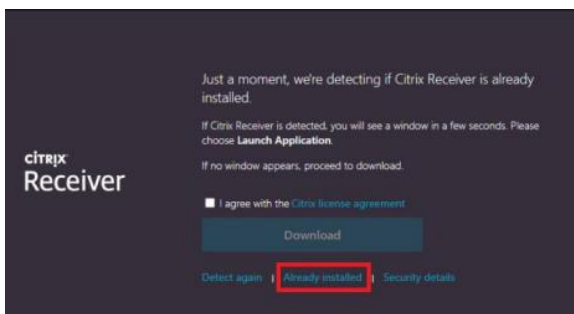 Just a moment, we're detecting if Citrix Receiver is already
installed.
If Citrix Receiver is detected, you will see a window in a few seconds. Please
choose Launch Application.
If no window appears, proceed to download.
CITRIX
Receiver
I agree with the Citrix license agreement
Download
Detect again | Already installed | Security details